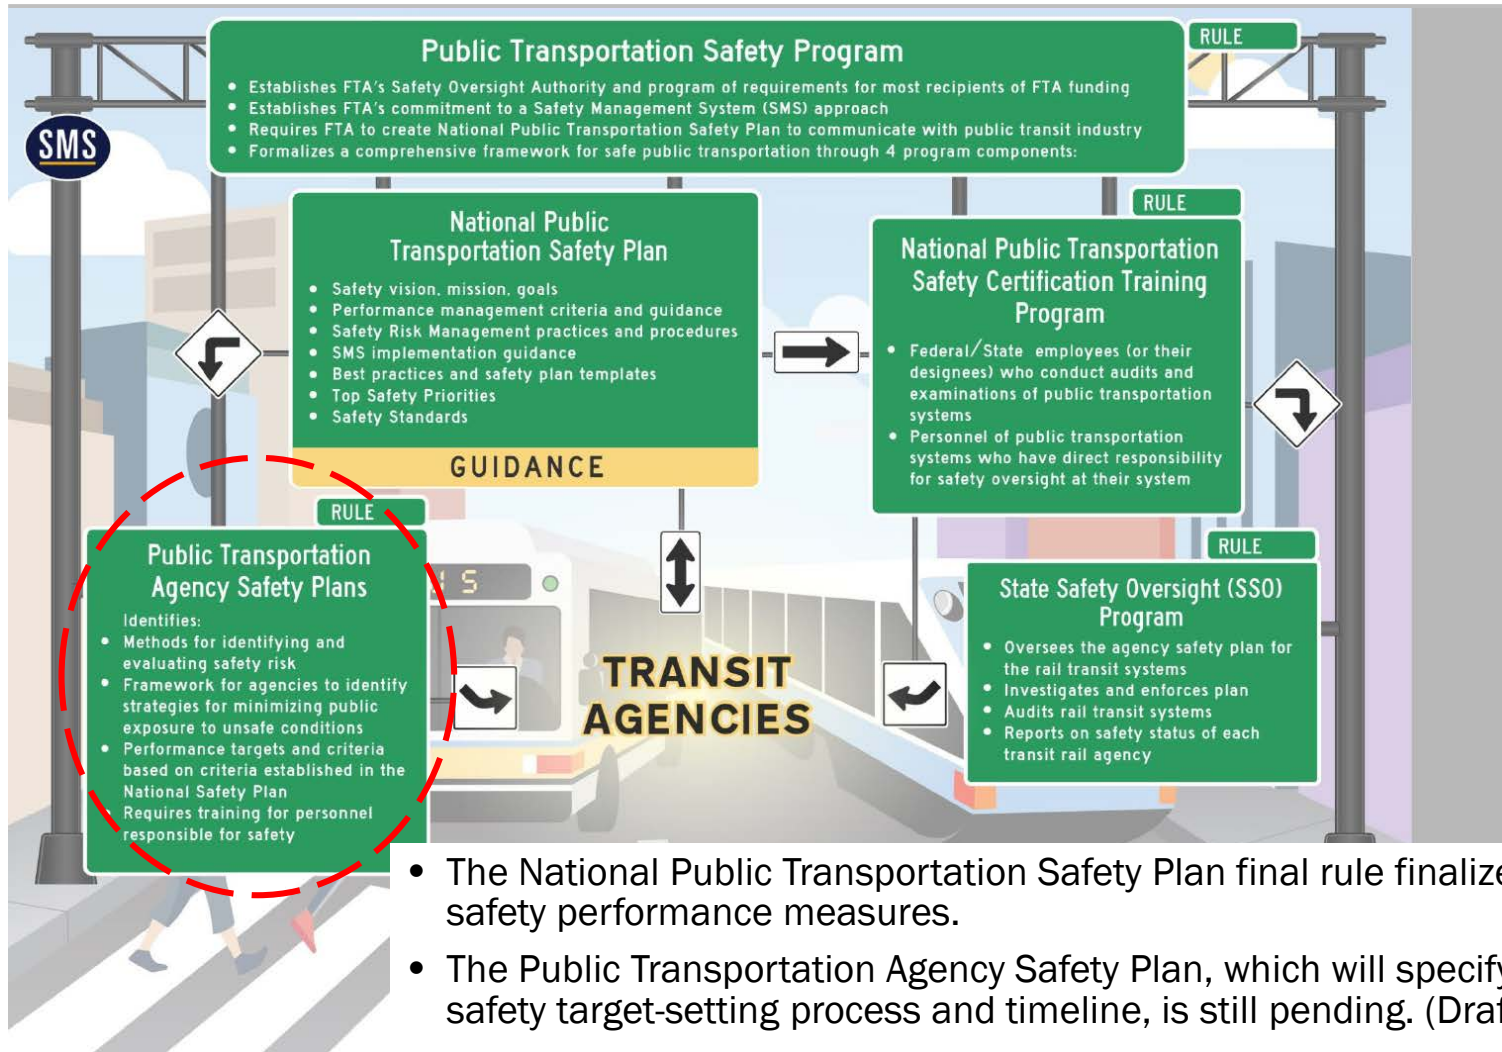 RULE
Public Transportation Safety Program
• Establishes FTA's Safety Oversight Authority and program of requirements for most recipients of FTA funding
• Establishes FTA's commitment to a Safety Management System (SMS) approach
• Requires FTA to create National Public Transportation Safety Plan to communicate with public transit industry
• Formalizes a comprehensive framework for safe public transportation through 4 program components:
SMS
National Public
Transportation Safety Plan
• Safety vision, mission, goals
• Performance management criteria and guidance
• Safety Risk Management practices and procedures
• SMS implementation guidance
• Best practices and safety plan templates
• Top Safety Priorities
• Safety Standards
GUIDANCE
RULE
National Public Transportation
Safety Certification Training
Program
• Federal/State employees (or their
designees) who conduct audits and
examinations of public transportation
systems
• Personnel of public transportation
systems who have direct responsibility
for safety oversight at their system
RULE
Public Transportation
Agency Safety Plans
Identifies:
• Methods for identifying and
evaluating safety risk
• Framework for agencies to identify
strategies for minimizing public
exposure to unsafe conditions
• Performance targets and criteria
based on criteria established in the
National Safety Plan
• Requires training for personnel
responsible for safety
TRANSIT
AGENCIES
RULE
State Safety Oversight (SSO)
Program
• Oversees the agency safety plan for
the rail transit systems
• Investigates and enforces plan
• Audits rail transit systems
• Reports on safety status of each
transit rail agency
• The National Public Transportation Safety Plan final rule finalize
safety performance measures.
• The Public Transportation Agency Safety Plan, which will specify
safety target-setting process and timeline, is still pending. (Draf